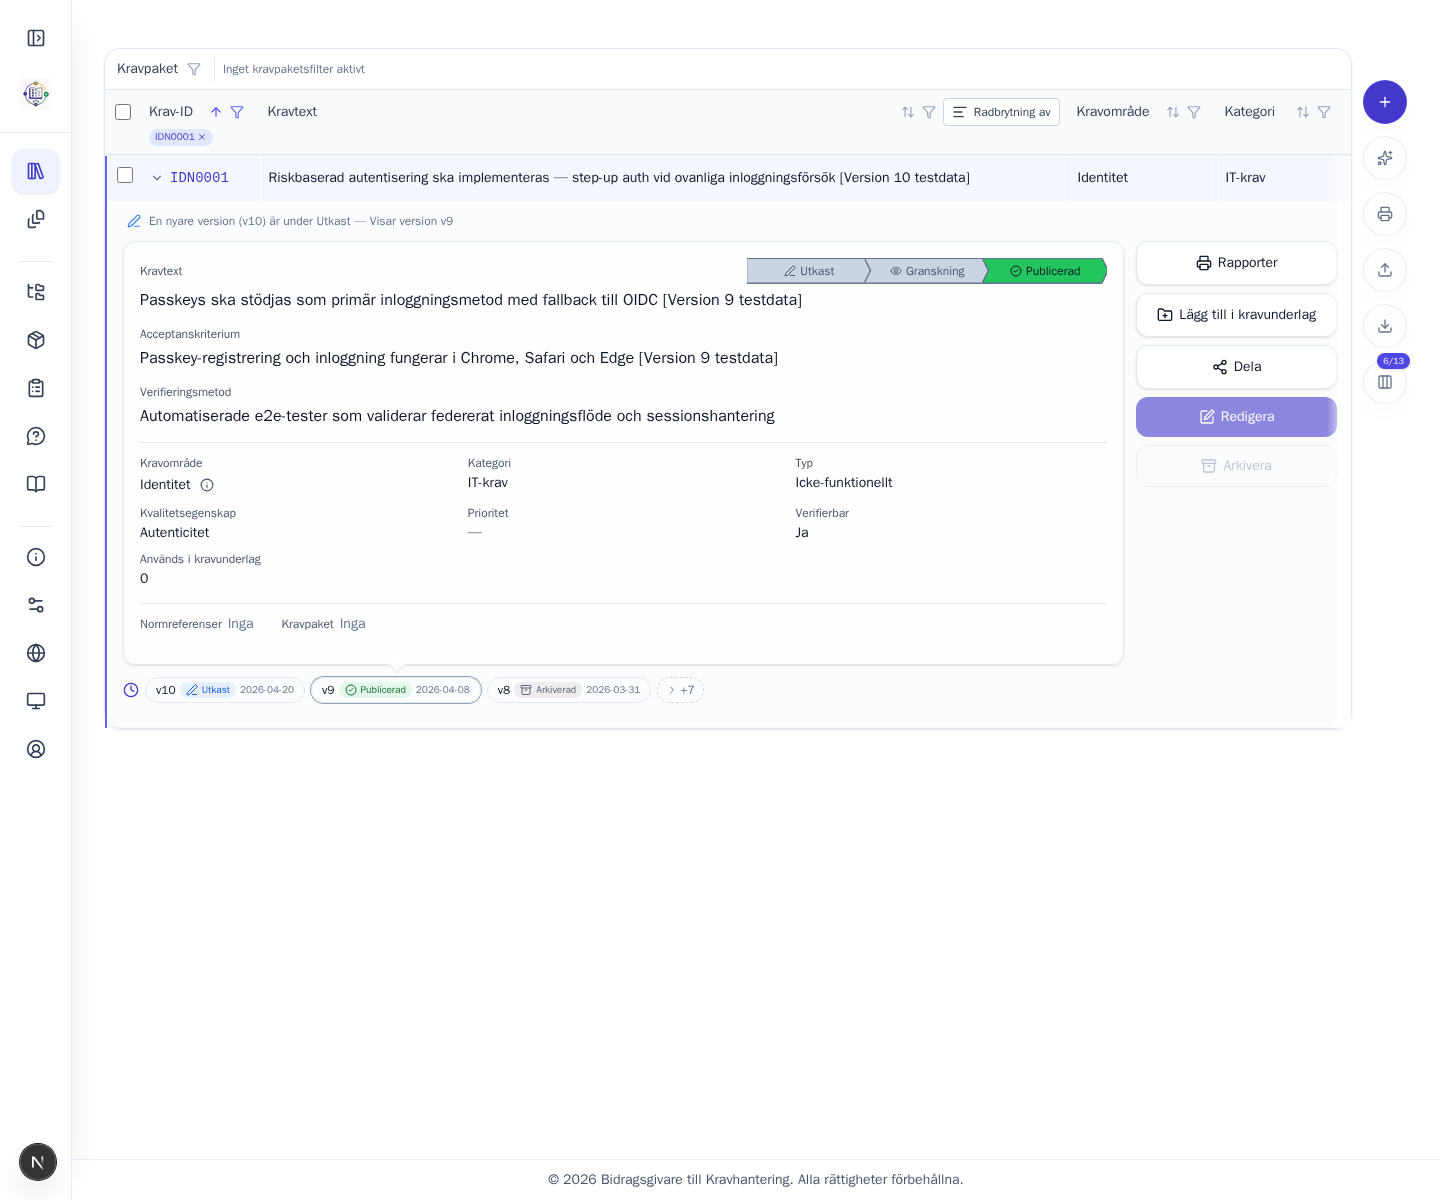 Kravpaket
Inget kravpaketsfilter aktivt
Krav-ID
Kravtext
Radbrytning av
Kravområde
Kategori
IDN0001
IDN0001
Riskbaserad autentisering ska implementeras — step-up auth vid ovanliga inloggningsförsök [Version 10 testdata]
Identitet
IT-krav
En nyare version (v10) är under Utkast — Visar version v9
Kravtext
Utkast
Granskning
Publicerad
Passkeys ska stödjas som primär inloggningsmetod med fallback till OIDC [Version 9 testdata]
Acceptanskriterium
Passkey-registrering och inloggning fungerar i Chrome, Safari och Edge [Version 9 testdata]
Verifieringsmetod
Automatiserade e2e-tester som validerar federerat inloggningsflöde och sessionshantering
Kravområde
Identitet
Kategori
IT-krav
Typ
Icke-funktionellt
Kvalitetsegenskap
Autenticitet
Prioritet
—
Verifierbar
Ja
Används i kravunderlag
0
Normreferenser Inga
Kravpaket Inga
Rapporter
Lägg till i kravunderlag
Dela
Redigera
Arkivera
6/13
v10 Utkast 2026-04-20
v9 Publicerad 2026-04-08
v8 Arkiverad 2026-03-31
+7
N
© 2026 Bidragsgivare till Kravhantering. Alla rättigheter förbehållna.